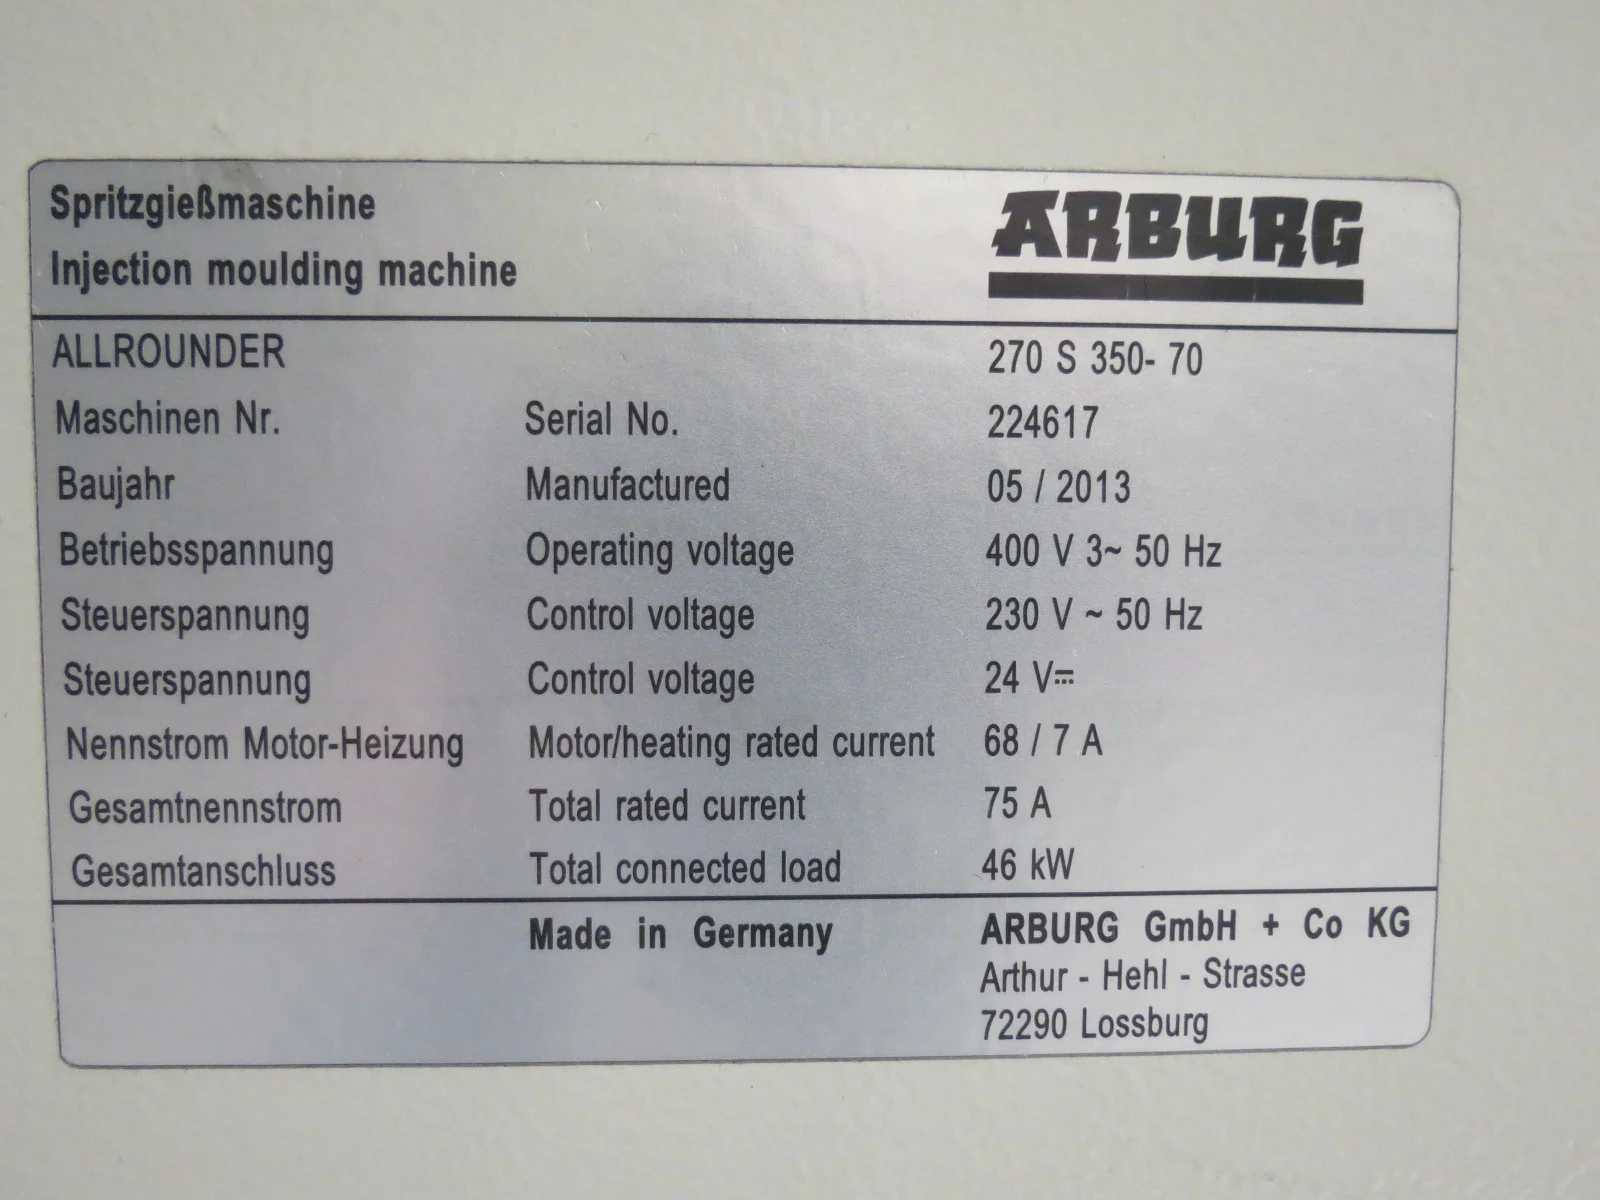 Spritzgießmaschine
Injection moulding machine
ARBURG
ALLROUNDER 270 S 350- 70
Maschinen Nr. Serial No. 224617
Baujahr Manufactured 05 / 2013
Betriebsspannung Operating voltage 400 V 3~ 50 Hz
Steuerspannung Control voltage 230 V ~ 50 Hz
Steuerspannung Control voltage 24 V⎓
Nennstrom Motor-Heizung Motor/heating rated current 68 / 7 A
Gesamtnennstrom Total rated current 75 A
Gesamtanschluss Total connected load 46 kW
Made in Germany ARBURG GmbH + Co KG
Arthur - Hehl - Strasse
72290 Lossburg